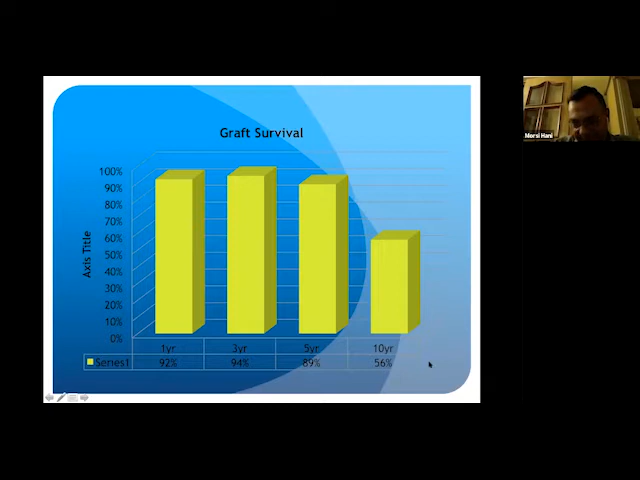 Graft Survival
100%
90%
80%
70%
60%
50%
40%
30%
20%
10%
0%
Axis Title
1yr 3yr 5yr 10yr
Series1 92% 94% 89% 56%
Morsi Hani